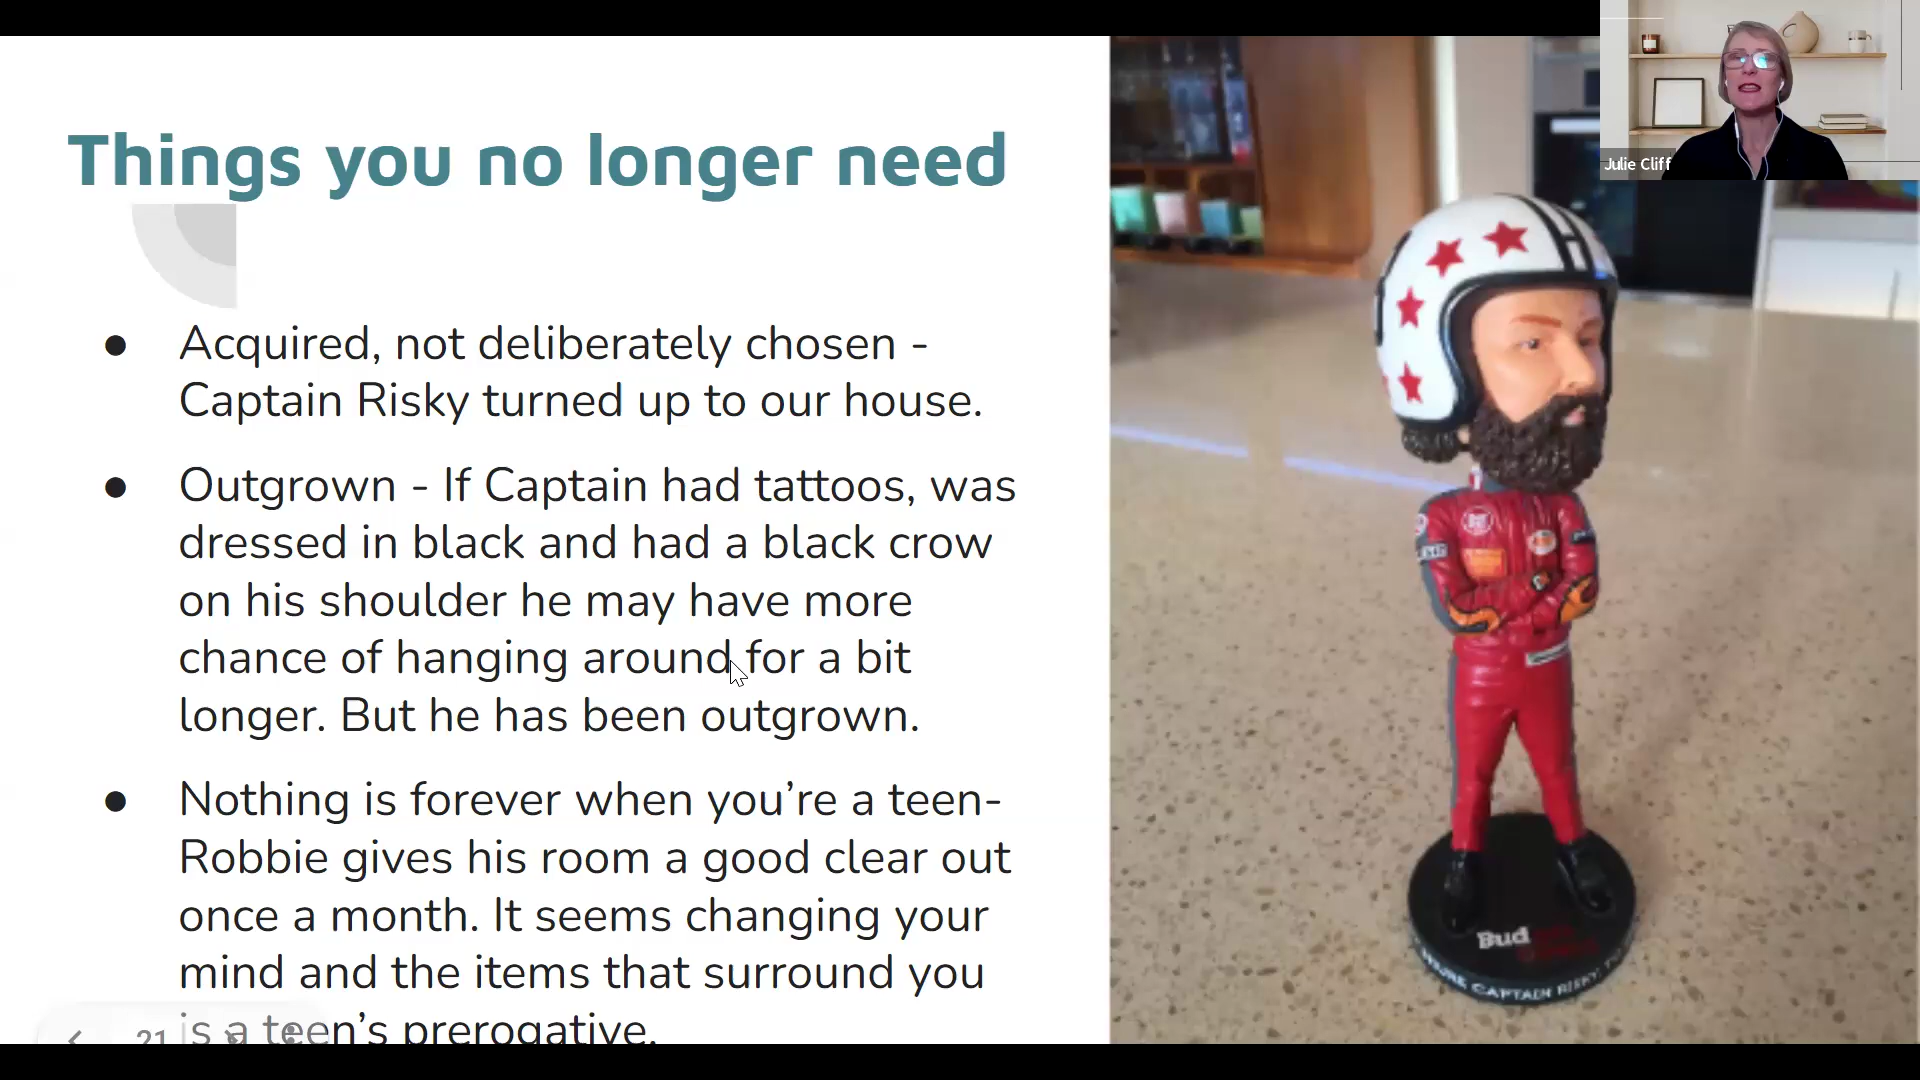 Things you no longer need
● Acquired, not deliberately chosen -
Captain Risky turned up to our house.
● Outgrown - If Captain had tattoos, was
dressed in black and had a black crow
on his shoulder he may have more
chance of hanging around for a bit
longer. But he has been outgrown.
● Nothing is forever when you’re a teen-
Robbie gives his room a good clear out
once a month. It seems changing your
mind and the items that surround you
is a teen’s prerogative.
21
Julie Cliff
Bud
CAPTAIN RISKY